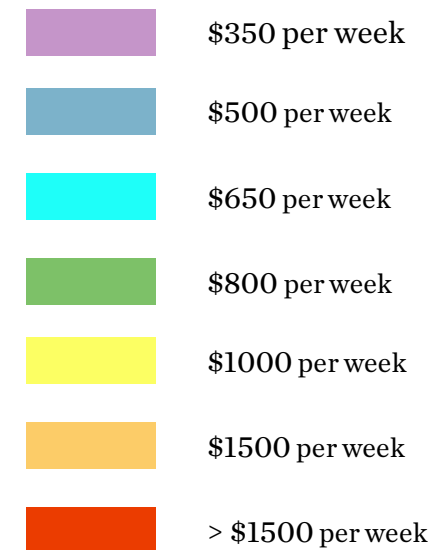 $350 per week
$500 per week
$650 per week
$800 per week
$1000 per week
$1500 per week
> $1500 per week